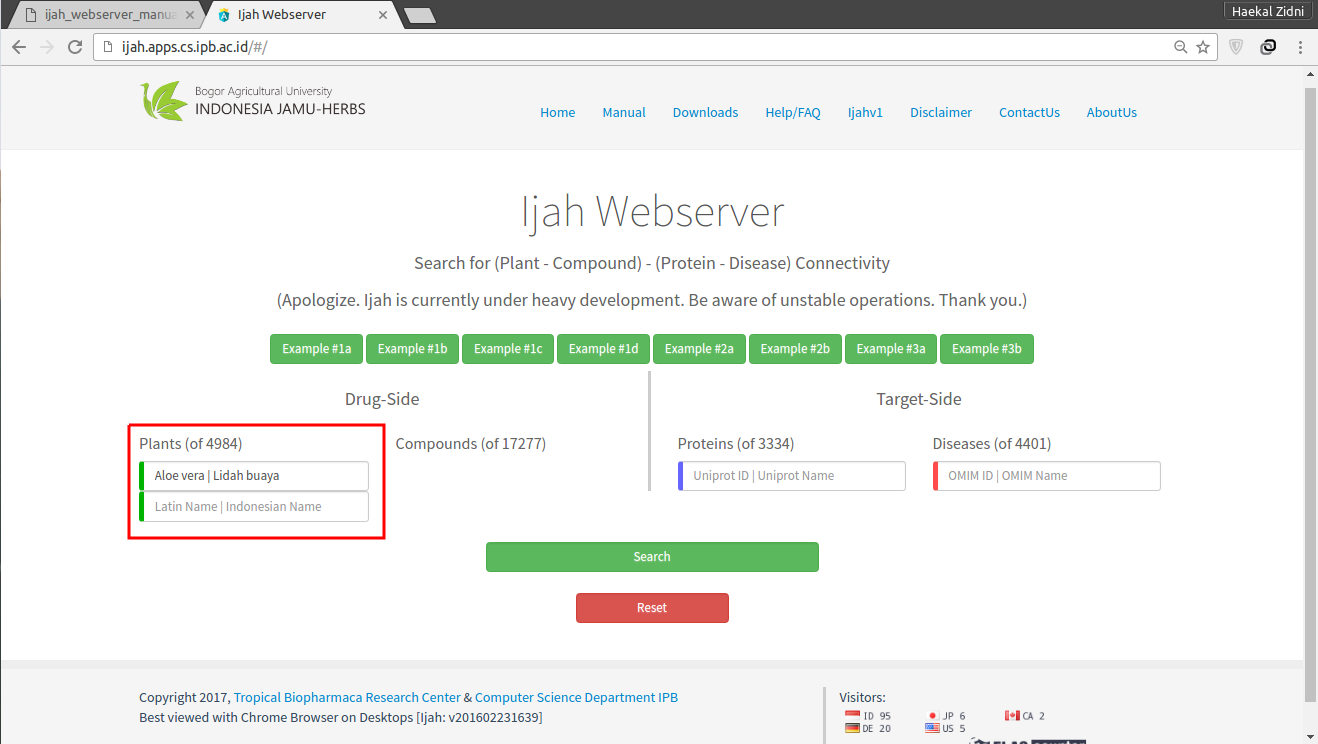 ijah_webserver_manua
Ijah Webserver
Haekal Zidni
ijah.apps.cs.ipb.ac.id/#/
Bogor Agricultural University
INDONESIA JAMU-HERBS
Home Manual Downloads Help/FAQ Ijahv1 Disclaimer ContactUs AboutUs
Ijah Webserver
Search for (Plant - Compound) - (Protein - Disease) Connectivity
(Apologize. Ijah is currently under heavy development. Be aware of unstable operations. Thank you.)
Example #1a Example #1b Example #1c Example #1d Example #2a Example #2b Example #3a Example #3b
Drug-Side
Target-Side
Plants (of 4984)
Compounds (of 17277)
Proteins (of 3334)
Diseases (of 4401)
Aloe vera | Lidah buaya
Uniprot ID | Uniprot Name
OMIM ID | OMIM Name
Latin Name | Indonesian Name
Search
Reset
Copyright 2017, Tropical Biopharmaca Research Center & Computer Science Department IPB
Best viewed with Chrome Browser on Desktops [Ijah: v201602231639]
Visitors:
ID 95 JP 6 CA 2
DE 20 US 5